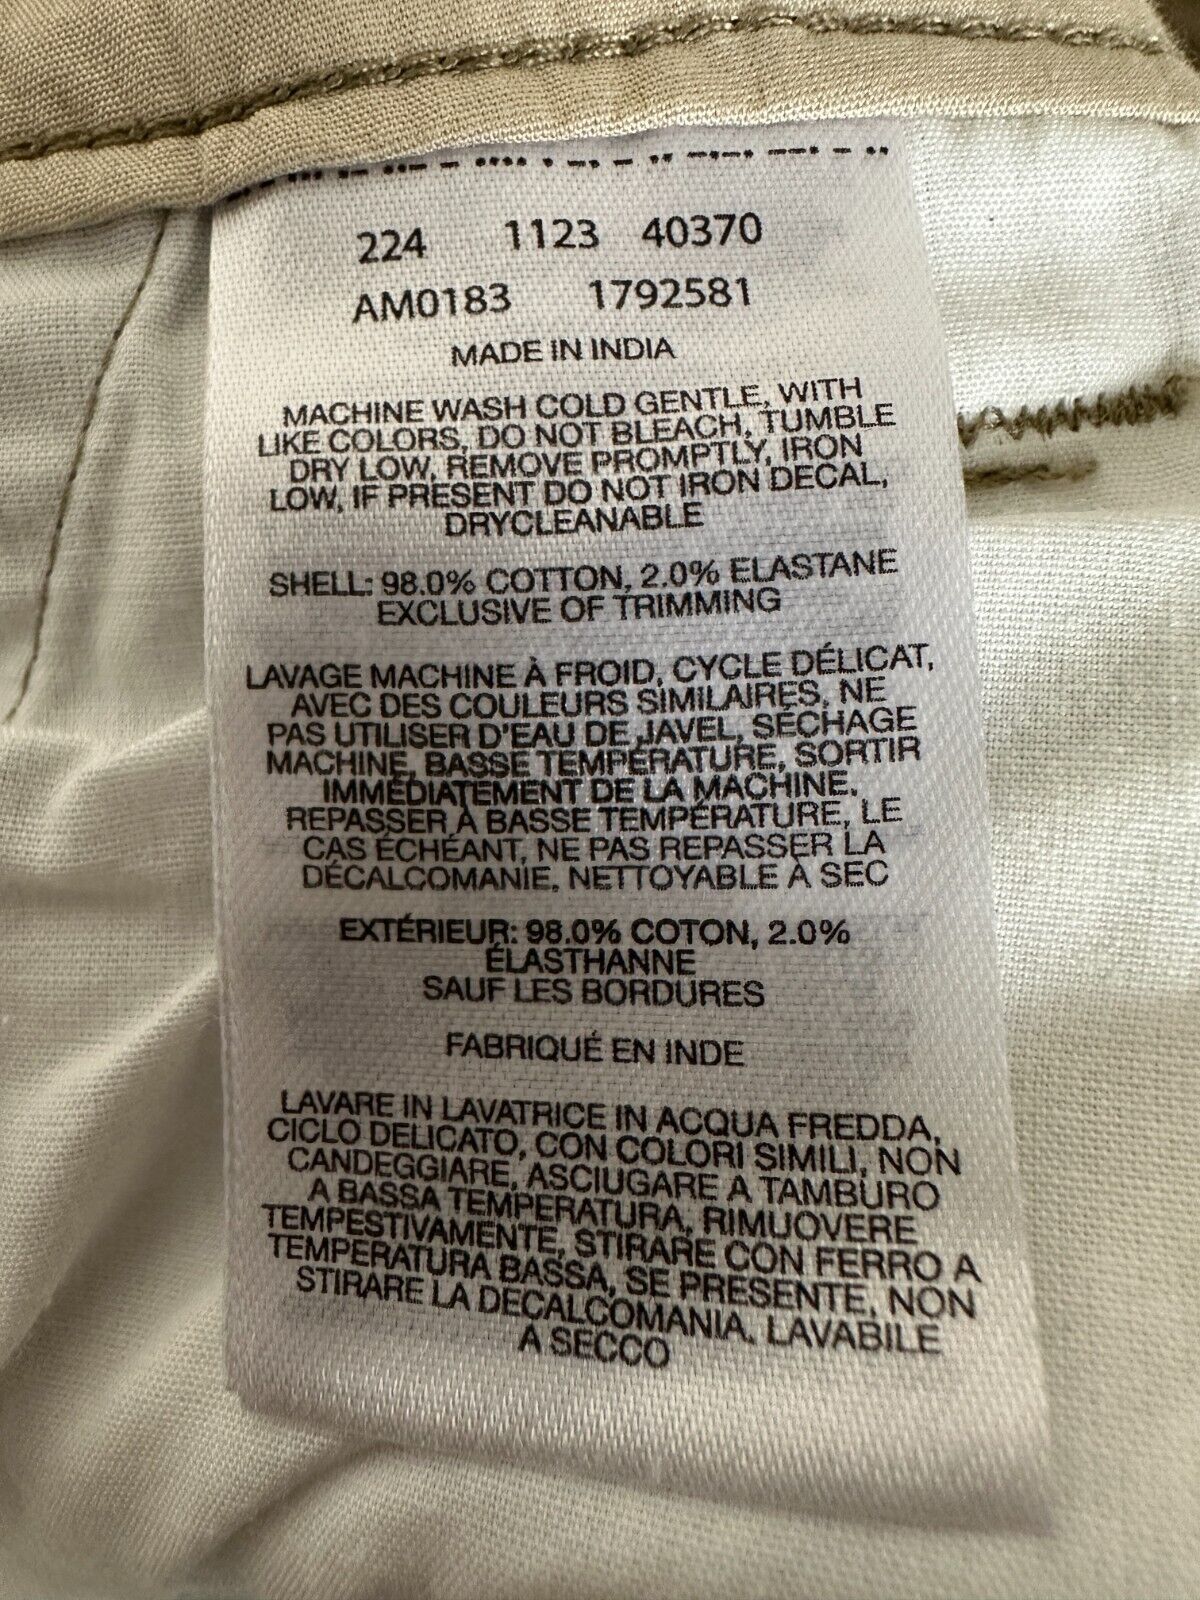 224 1123 40370
AM0183 1792581
MADE IN INDIA
MACHINE WASH COLD GENTLE, WITH
LIKE COLORS, DO NOT BLEACH, TUMBLE
DRY LOW, REMOVE PROMPTLY, IRON
LOW, IF PRESENT DO NOT IRON DECAL,
DRYCLEANABLE
SHELL: 98.0% COTTON, 2.0% ELASTANE
EXCLUSIVE OF TRIMMING
LAVAGE MACHINE À FROID, CYCLE DÉLICAT,
AVEC DES COULEURS SIMILAIRES, NE
PAS UTILISER D'EAU DE JAVEL, SÉCHAGE
MACHINE, BASSE TEMPÉRATURE, SORTIR
IMMÉDIATEMENT DE LA MACHINE,
REPASSER À BASSE TEMPÉRATURE, LE
CAS ÉCHÉANT, NE PAS REPASSER LA
DÉCALCOMANIE, NETTOYABLE À SEC
EXTÉRIEUR: 98.0% COTON, 2.0%
ÉLASTHANNE
SAUF LES BORDURES
FABRIQUÉ EN INDE
LAVARE IN LAVATRICE IN ACQUA FREDDA,
CICLO DELICATO, CON COLORI SIMILI, NON
CANDEGGIARE, ASCIUGARE A TAMBURO
A BASSA TEMPERATURA, RIMUOVERE
TEMPESTIVAMENTE, STIRARE CON FERRO A
TEMPERATURA BASSA, SE PRESENTE, NON
STIRARE LA DECALCOMANIA, LAVABILE
A SECCO